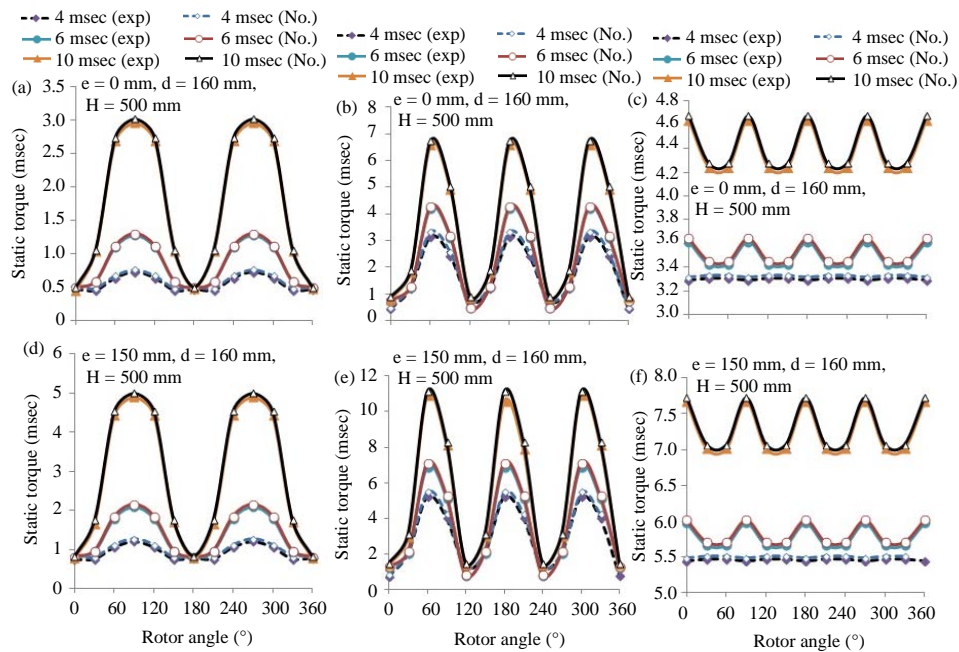 4 msec (exp) 4 msec (No.)
6 msec (exp) 6 msec (No.)
10 msec (exp) 10 msec (No.)
4 msec (exp) 4 msec (No.)
6 msec (exp) 6 msec (No.)
10 msec (exp) 10 msec (No.)
4 msec (exp) 4 msec (No.)
6 msec (exp) 6 msec (No.)
10 msec (exp) 10 msec (No.)
(a)
e = 0 mm, d = 160 mm,
H = 500 mm
Static torque (msec)
3.5
3.0
2.5
2.0
1.5
1.0
0.5
0
0 60 120 180 240 300 360
(b)
e = 0 mm, d = 160 mm,
H = 500 mm
Static torque (msec)
8
7
6
5
4
3
2
1
0
(c)
e = 0 mm, d = 160 mm,
H = 500 mm
Static torque (msec)
4.8
4.6
4.4
4.2
4.0
3.8
3.6
3.4
3.2
3.0
(d)
e = 150 mm, d = 160 mm,
H = 500 mm
Static torque (msec)
6
5
4
3
2
1
0
0 60 120 180 240 300 360
Rotor angle (°)
(e)
e = 150 mm, d = 160 mm,
H = 500 mm
Static torque (msec)
12
10
8
6
4
2
0
0 60 120 180 240 300 360
Rotor angle (°)
(f)
e = 150 mm, d = 160 mm,
H = 500 mm
Static torque (msec)
8.0
7.5
7.0
6.5
6.0
5.5
5.0
0 60 120 180 240 300 360
Rotor angle (°)